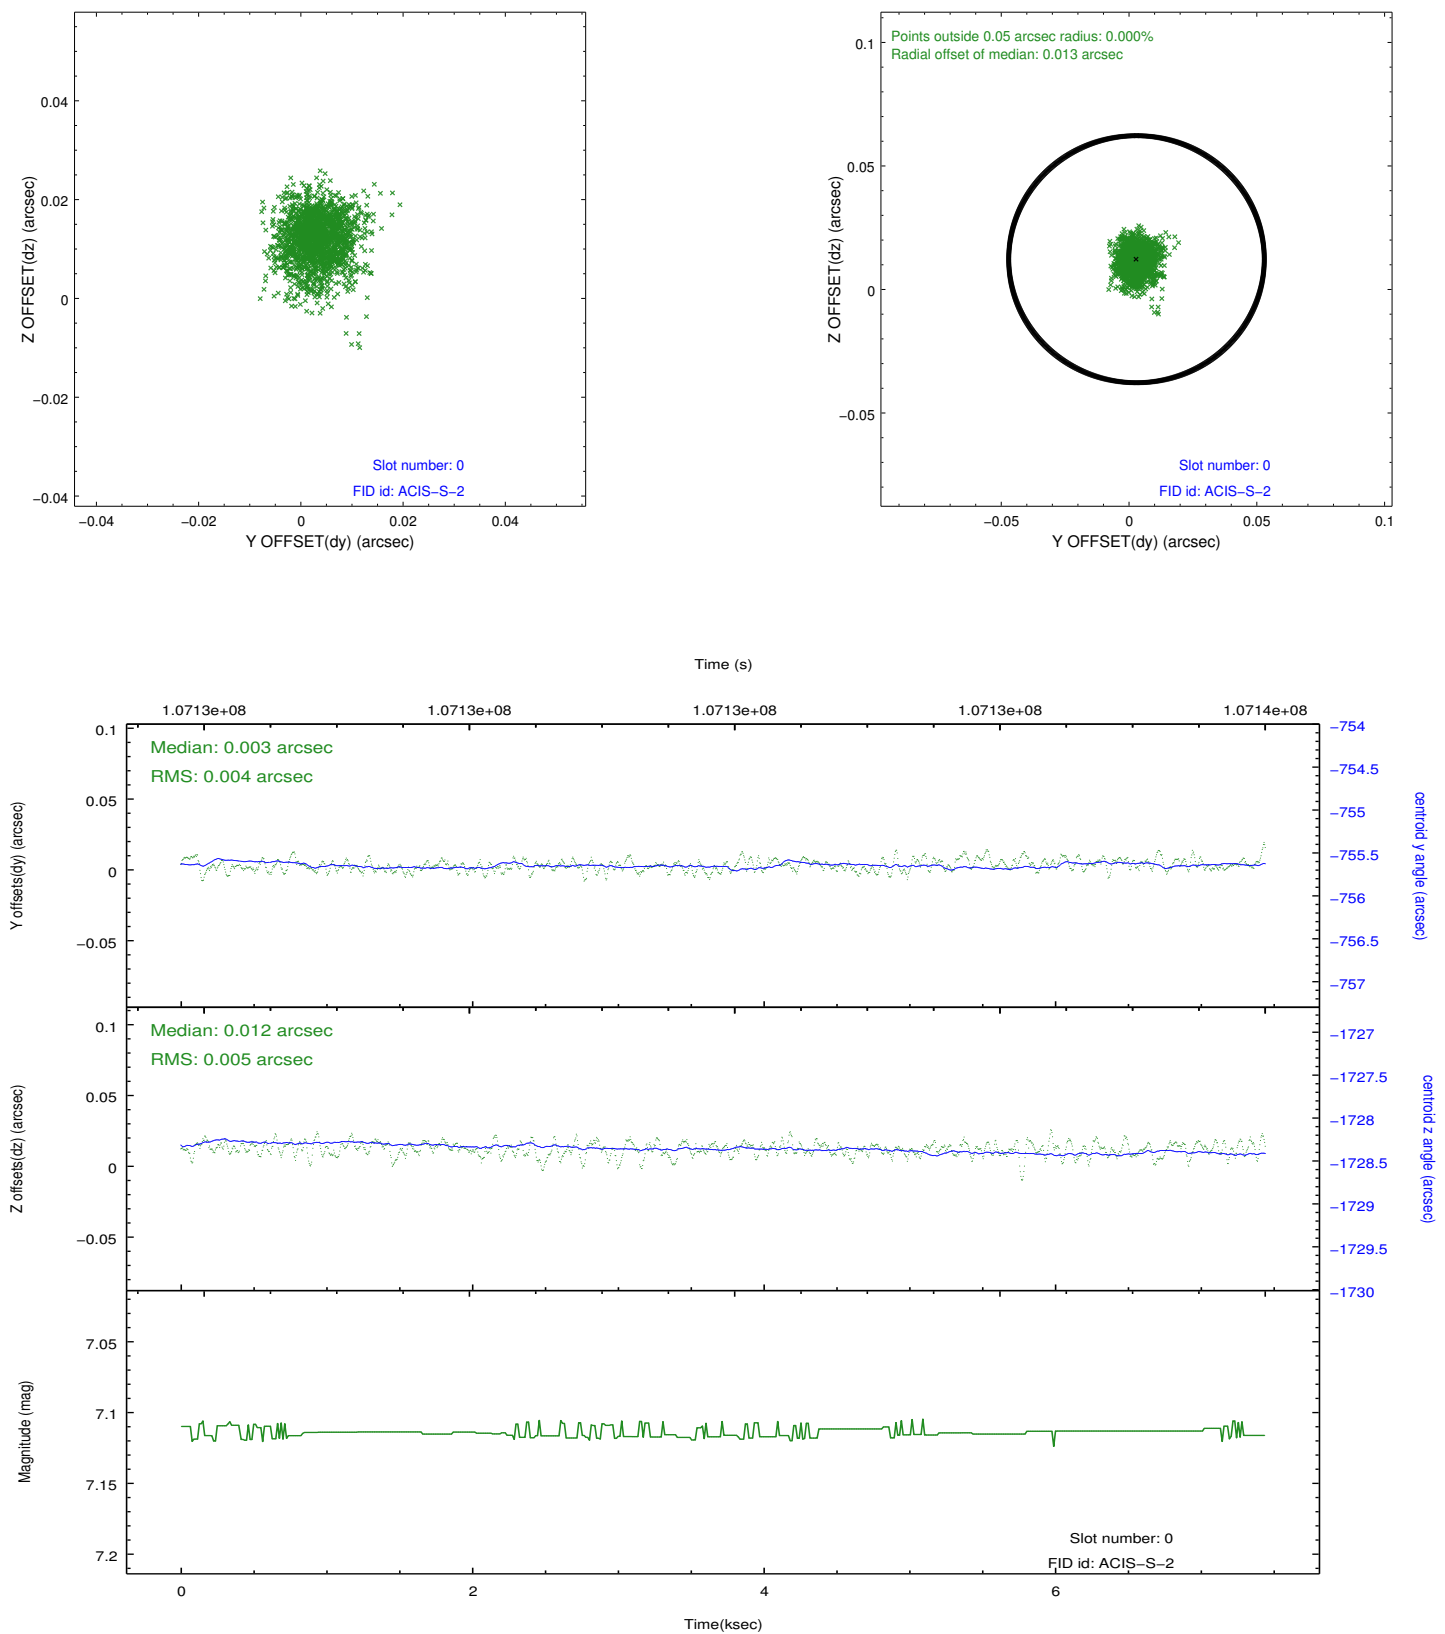 0.04
0.02
0
−0.02
−0.04
−0.04
−0.02
0
0.02
0.04
Z OFFSET(dz) (arcsec)
Y OFFSET(dy) (arcsec)
Slot number: 0
FID id: ACIS−S−2
Points outside 0.05 arcsec radius: 0.000%
Radial offset of median: 0.013 arcsec
0.1
0.05
0
−0.05
−0.05
0
0.05
0.1
Z OFFSET(dz) (arcsec)
Y OFFSET(dy) (arcsec)
Slot number: 0
FID id: ACIS−S−2
Time (s)
1.0713e+08
1.0713e+08
1.0713e+08
1.0713e+08
1.0714e+08
Median: 0.003 arcsec
RMS: 0.004 arcsec
0.1
0.05
0
−0.05
Y offsets(dy) (arcsec)
−754
−754.5
−755
−755.5
−756
−756.5
−757
centroid y angle (arcsec)
Median: 0.012 arcsec
RMS: 0.005 arcsec
0.1
0.05
0
−0.05
Z offsets(dz) (arcsec)
−1727
−1727.5
−1728
−1728.5
−1729
−1729.5
−1730
centroid z angle (arcsec)
7.05
7.1
7.15
7.2
Magnitude (mag)
Slot number: 0
FID id: ACIS−S−2
0
2
4
6
Time(ksec)